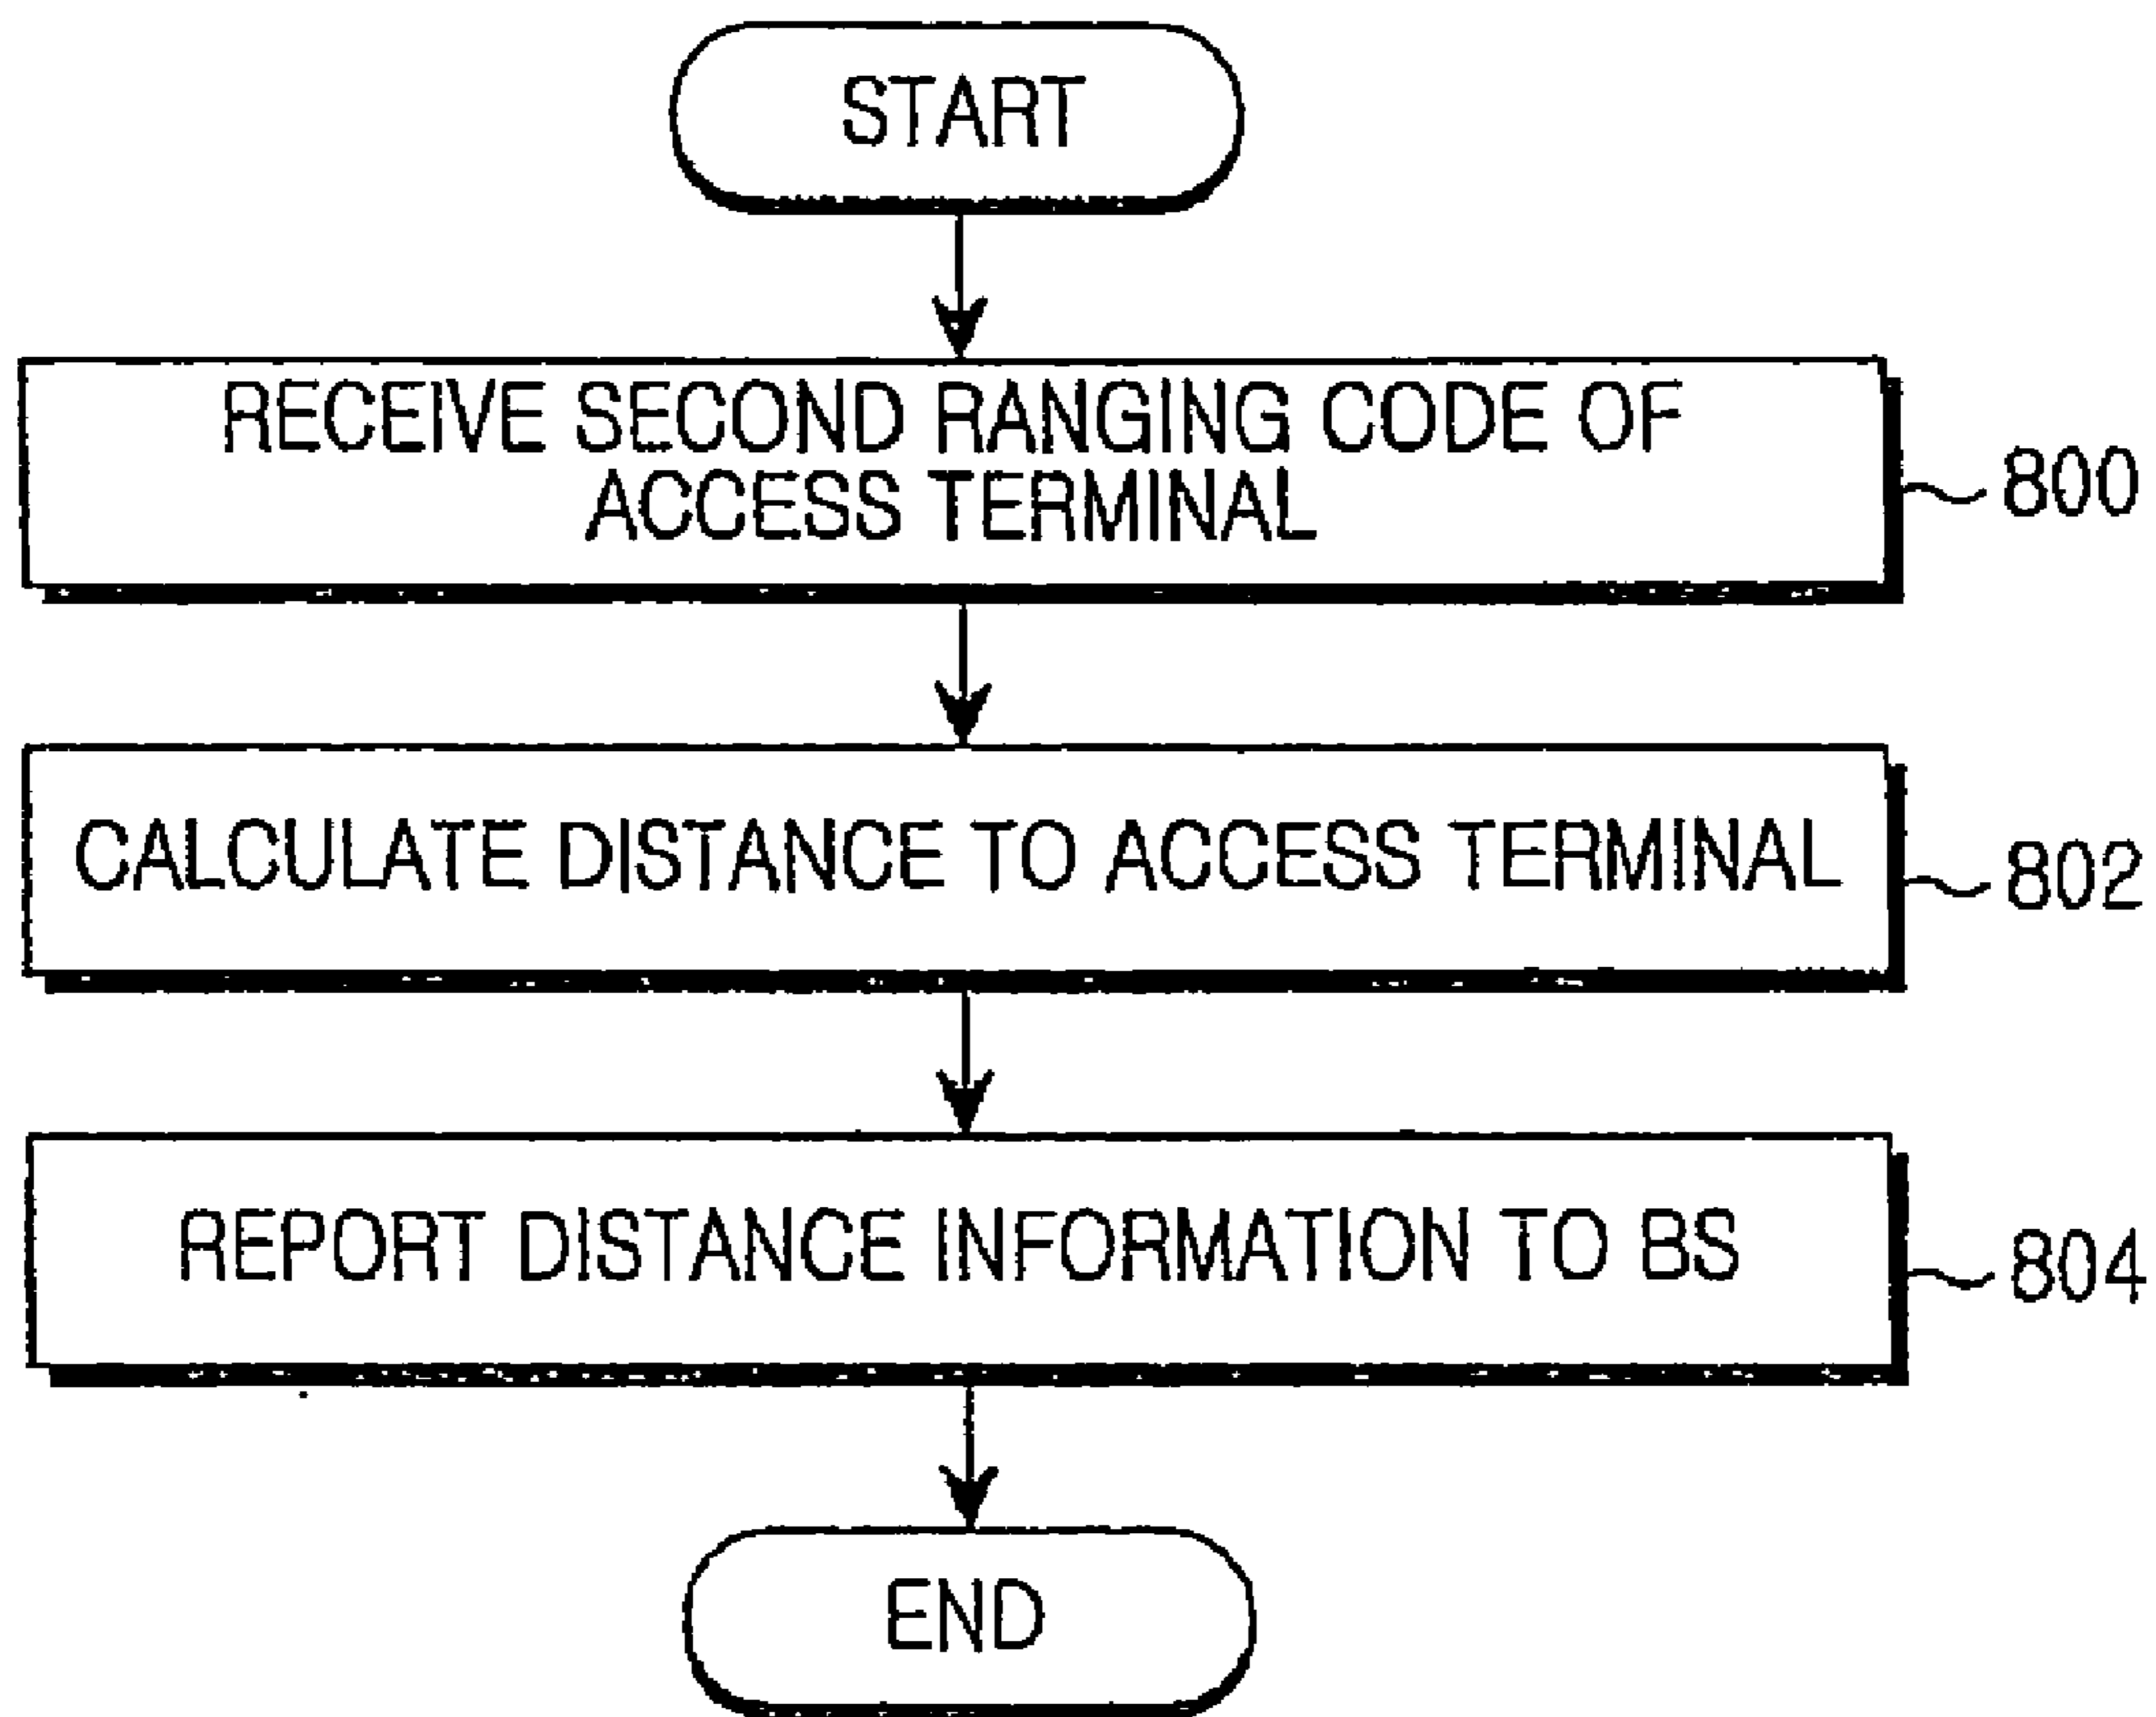 START
RECEIVE SECOND RANGING CODE OF
ACCESS TERMINAL
800
CALCULATE DISTANCE TO ACCESS TERMINAL
802
REPORT DISTANCE INFORMATION TO BS
804
END